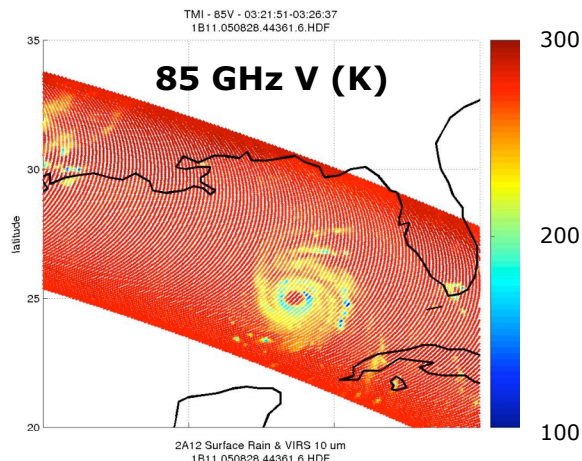 TMI - 85V - 03:21:51-03:26:37
1B11.050828.44361.6.HDF
85 GHz V (K)
35
30
25
20
latitude
300
200
100
2A12 Surface Rain & VIRS 10 um
1B11.050828.44361.6.HDF